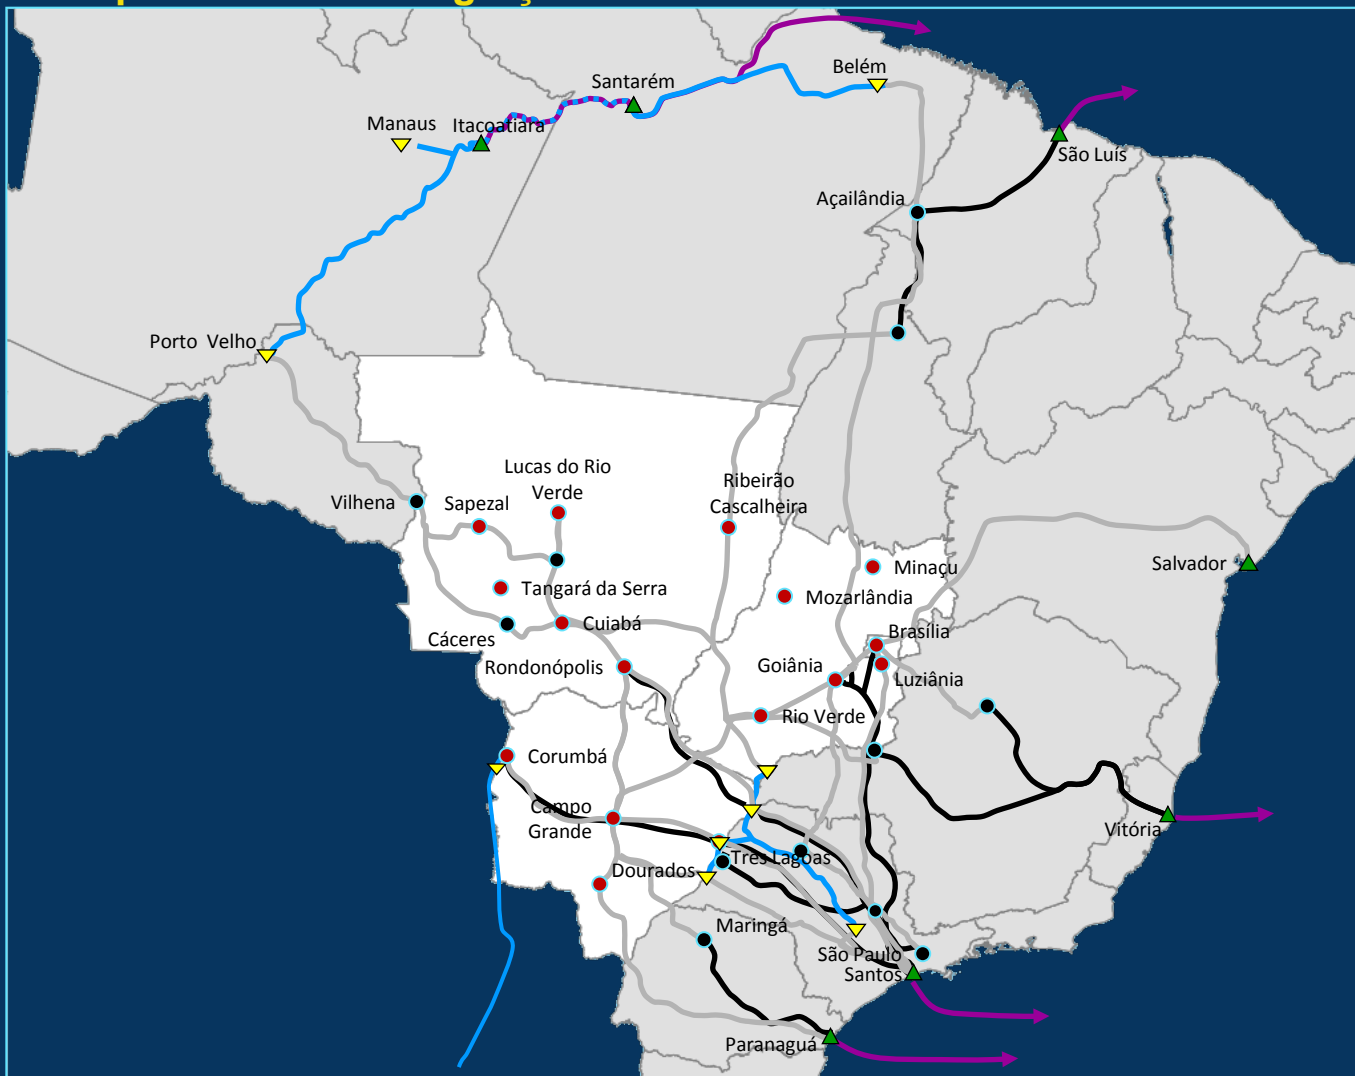 Belém
Santarém
Manaus
Itacoatiara
São Luís
Açailândia
Porto Velho
Lucas do Rio
Verde
Ribeirão
Cascalheira
Vilhena
Sapezal
Salvador
Minaçu
Tangará da Serra
Mozarlândia
Cáceres
Cuiabá
Brasília
Rondonópolis
Goiânia
Luziânia
Rio Verde
Corumbá
Campo
Grande
Vitória
Tres Lagoas
Dourados
Maringá
São Paulo
Santos
Paranaguá